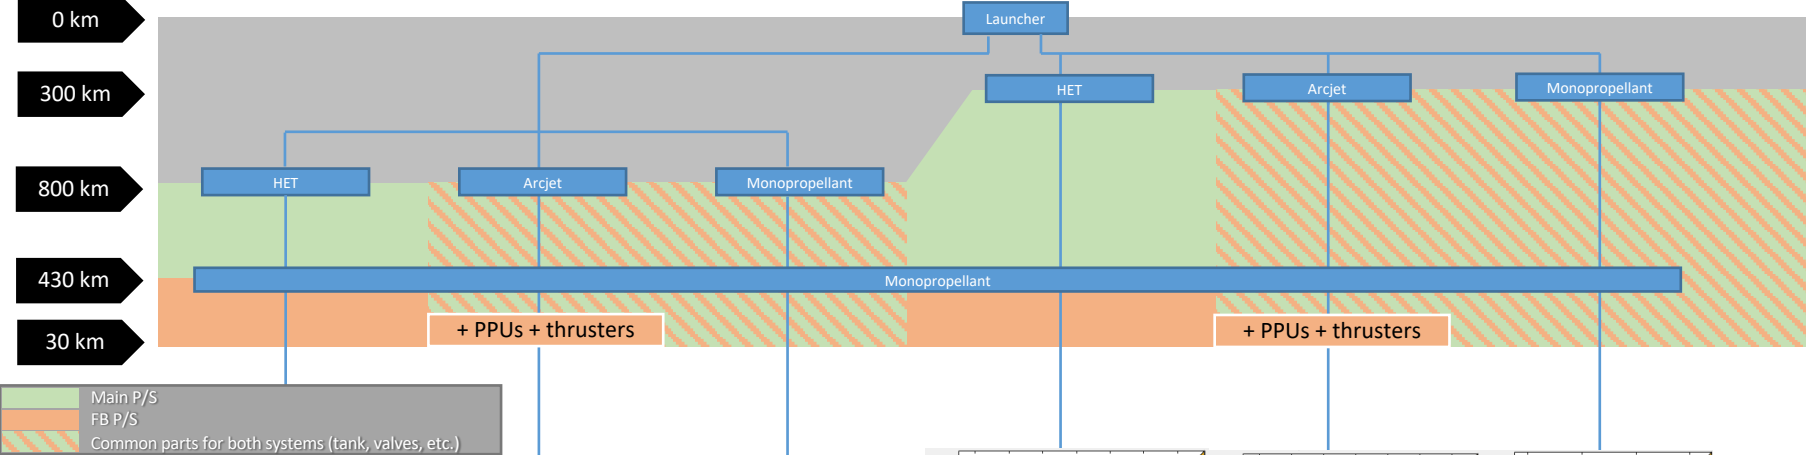 0 km
Launcher
300 km
HET
Arcjet
Monopropellant
800 km
HET
Arcjet
Monopropellant
430 km
Monopropellant
30 km
+ PPUs + thrusters
+ PPUs + thrusters
Main P/S
FB P/S
Common parts for both systems (tank, valves, etc.)